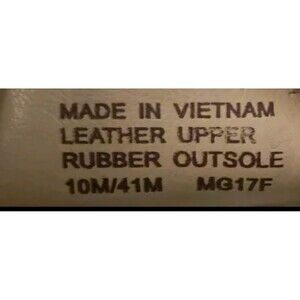 MADE IN VIETNAM
LEATHER UPPER
RUBBER OUTSOLE
10M/41M MG17F